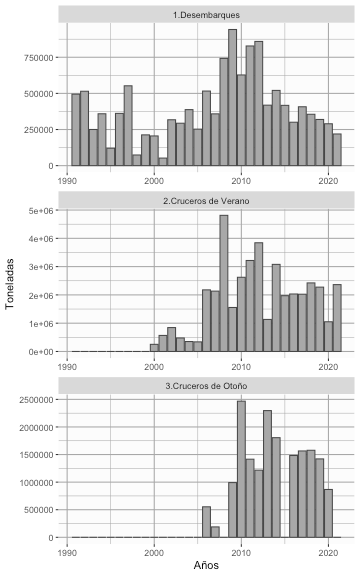 1.Desembarques
750000
500000
250000
0
1990 2000 2010 2020
2.Cruceros de Verano
5e+06
4e+06
3e+06
2e+06
1e+06
0e+00
1990 2000 2010 2020
Toneladas
3.Cruceros de Otoño
2500000
2000000
1500000
1000000
500000
0
1990 2000 2010 2020
Años